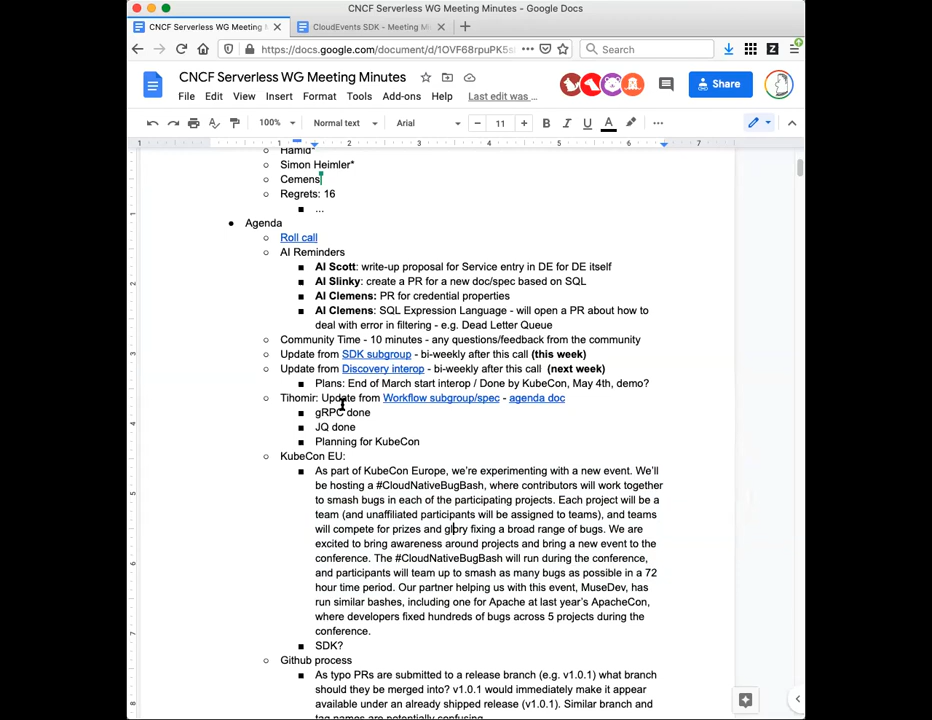 CNCF Serverless WG Meeting Minutes - Google Docs
CNCF Serverless WG Meeting
CloudEvents SDK - Meeting Mi
https://docs.google.com/document/d/1OVF68rpuPK5s
Search
CNCF Serverless WG Meeting Minutes
File Edit View Insert Format Tools Add-ons Help Last edit was ...
Share
100% Normal text Arial 11 B I U A
1 1 2 3 4 5 6 7
Hamid*
Simon Heimler*
Cemens
Regrets: 16
...
Agenda
Roll call
AI Reminders
AI Scott: write-up proposal for Service entry in DE for DE itself
AI Slinky: create a PR for a new doc/spec based on SQL
AI Clemens: PR for credential properties
AI Clemens: SQL Expression Language - will open a PR about how to
deal with error in filtering - e.g. Dead Letter Queue
Community Time - 10 minutes - any questions/feedback from the community
Update from SDK subgroup - bi-weekly after this call (this week)
Update from Discovery interop - bi-weekly after this call (next week)
Plans: End of March start interop / Done by KubeCon, May 4th, demo?
Tihomir: Update from Workflow subgroup/spec - agenda doc
gRPC done
JQ done
Planning for KubeCon
KubeCon EU:
As part of KubeCon Europe, we're experimenting with a new event. We'll
be hosting a #CloudNativeBugBash, where contributors will work together
to smash bugs in each of the participating projects. Each project will be a
team (and unaffiliated participants will be assigned to teams), and teams
will compete for prizes and glory fixing a broad range of bugs. We are
excited to bring awareness around projects and bring a new event to the
conference. The #CloudNativeBugBash will run during the conference,
and participants will team up to smash as many bugs as possible in a 72
hour time period. Our partner helping us with this event, MuseDev, has
run similar bashes, including one for Apache at last year's ApacheCon,
where developers fixed hundreds of bugs across 5 projects during the
conference.
SDK?
Github process
As typo PRs are submitted to a release branch (e.g. v1.0.1) what branch
should they be merged into? v1.0.1 would immediately make it appear
available under an already shipped release (v1.0.1). Similar branch and
tag names are potentially confusing